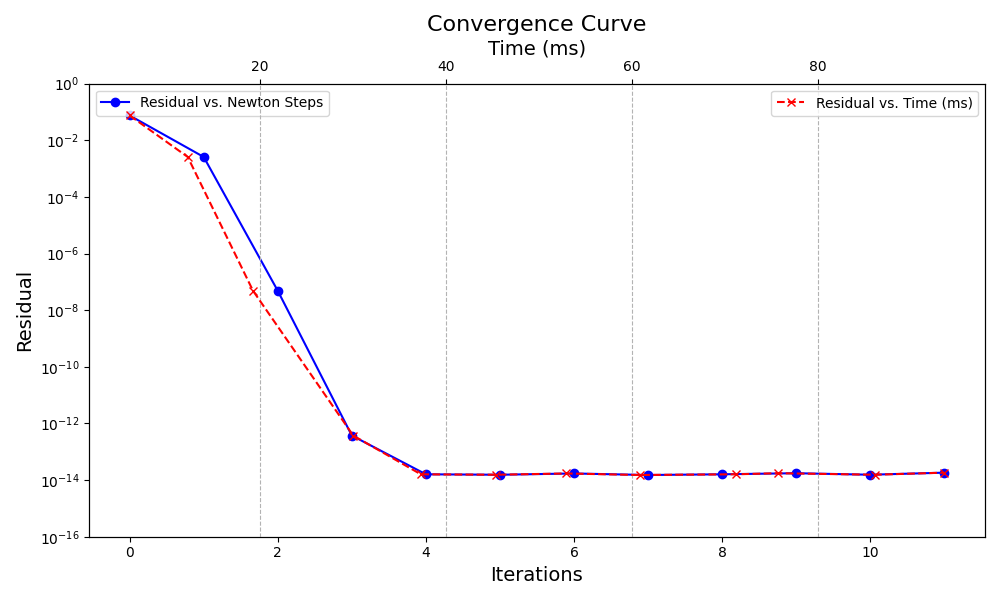 Convergence Curve
Time (ms)
20 40 60 80
Residual vs. Newton Steps
Residual vs. Time (ms)
10^0
10^-2
10^-4
10^-6
10^-8
10^-10
10^-12
10^-14
10^-16
Residual
0 2 4 6 8 10
Iterations